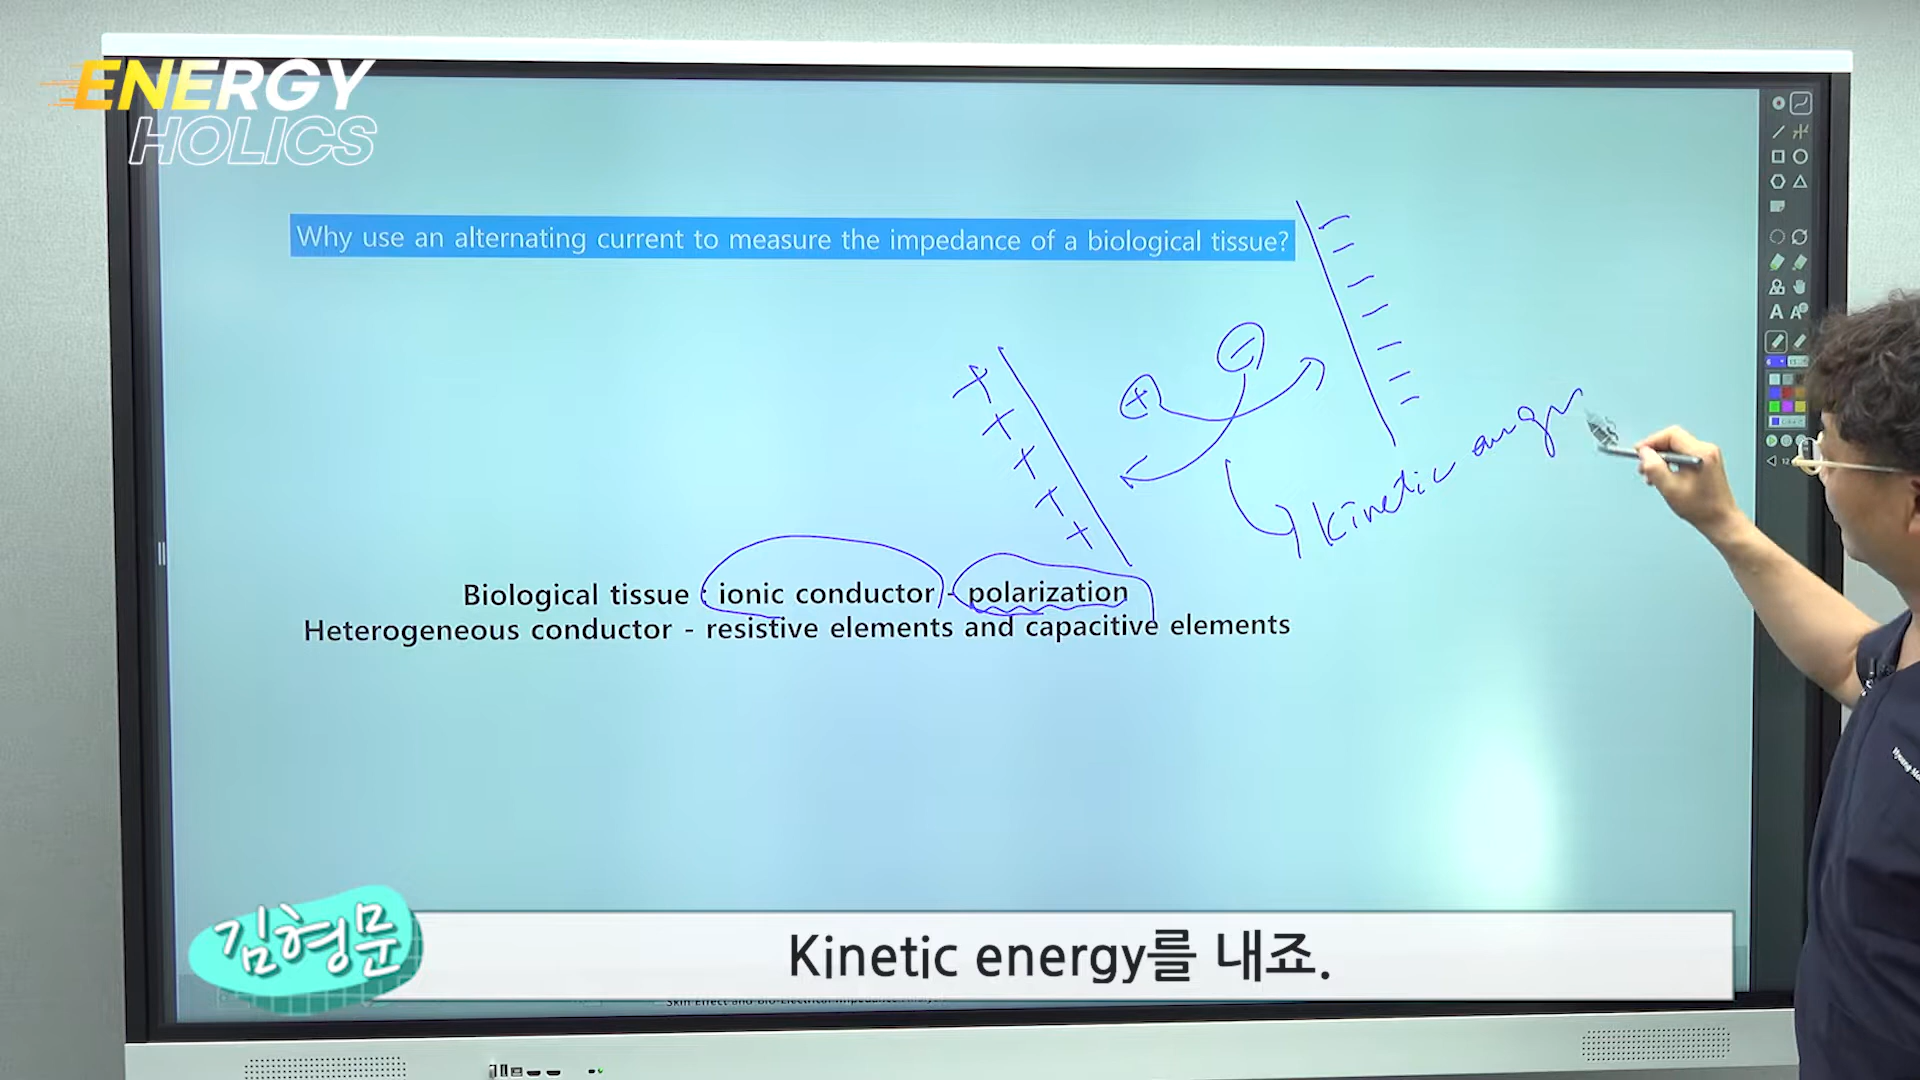 ENERGY
HOLICS
Why use an alternating current to measure the impedance of a biological tissue?
+
+
+
+
+
+
Kinetic
Biological tissue : ionic conductor - polarization
Heterogeneous conductor - resistive elements and capacitive elements
김형문
Kinetic energy를 내죠.